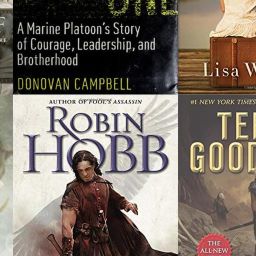 ONE
A Marine Platoon's Story
of Courage, Leadership, and
Brotherhood
DONOVAN CAMPBELL
Lisa W
AUTHOR OF FOOL'S ASSASSIN
ROBIN
HOBB
#1 NEW YORK TIMES
TE
GOOD
THE
ALL-NEW